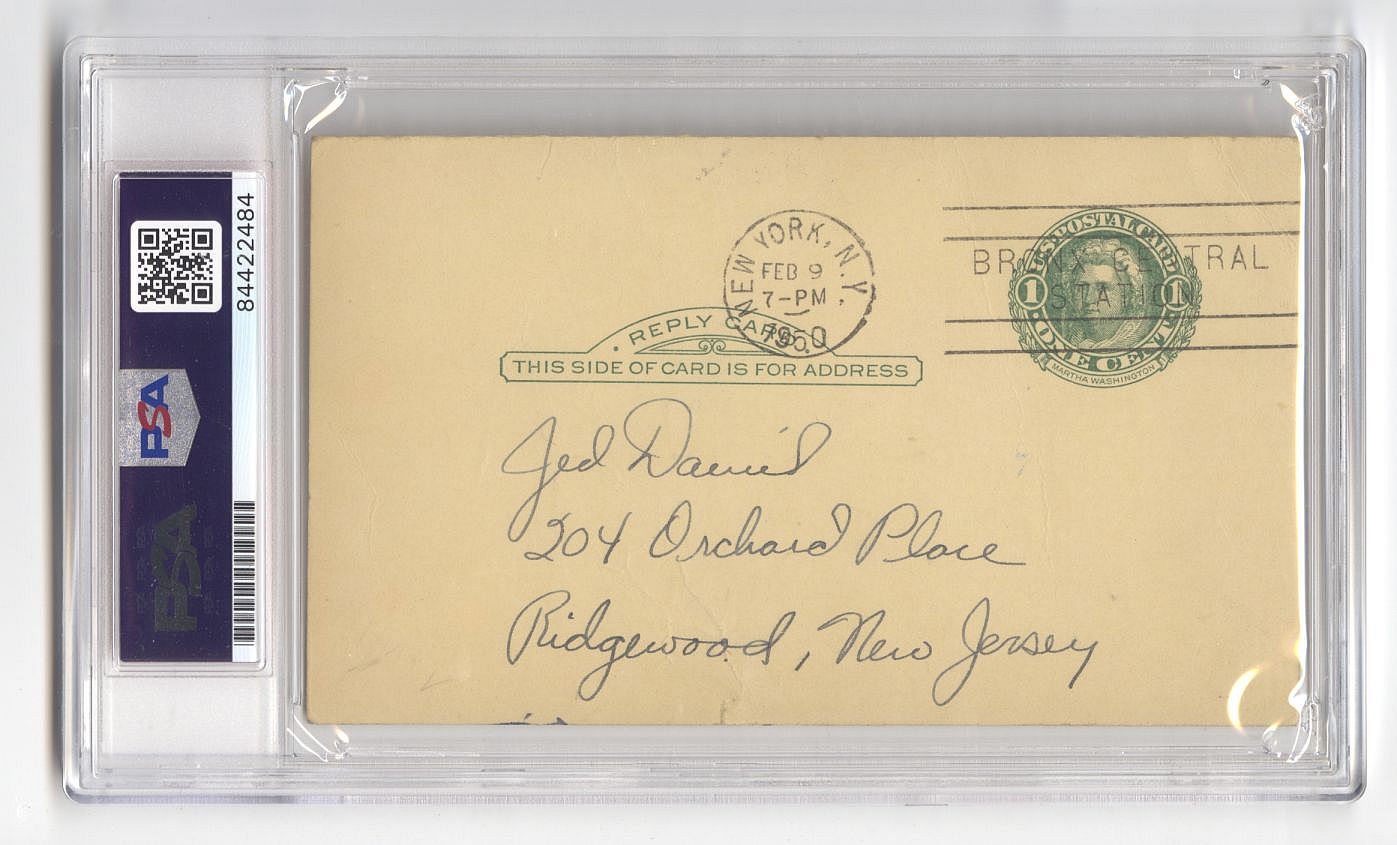 84422484
PSA
PSA
NEW YORK, N.Y.
FEB 9
7-PM
1950
BRONX CENTRAL
STATION
U.S. POSTAL CARD
1 1
ONE CENT
MARTHA WASHINGTON
REPLY CARD
THIS SIDE OF CARD IS FOR ADDRESS
Jed Daniel
204 Orchard Place
Ridgewood, New Jersey